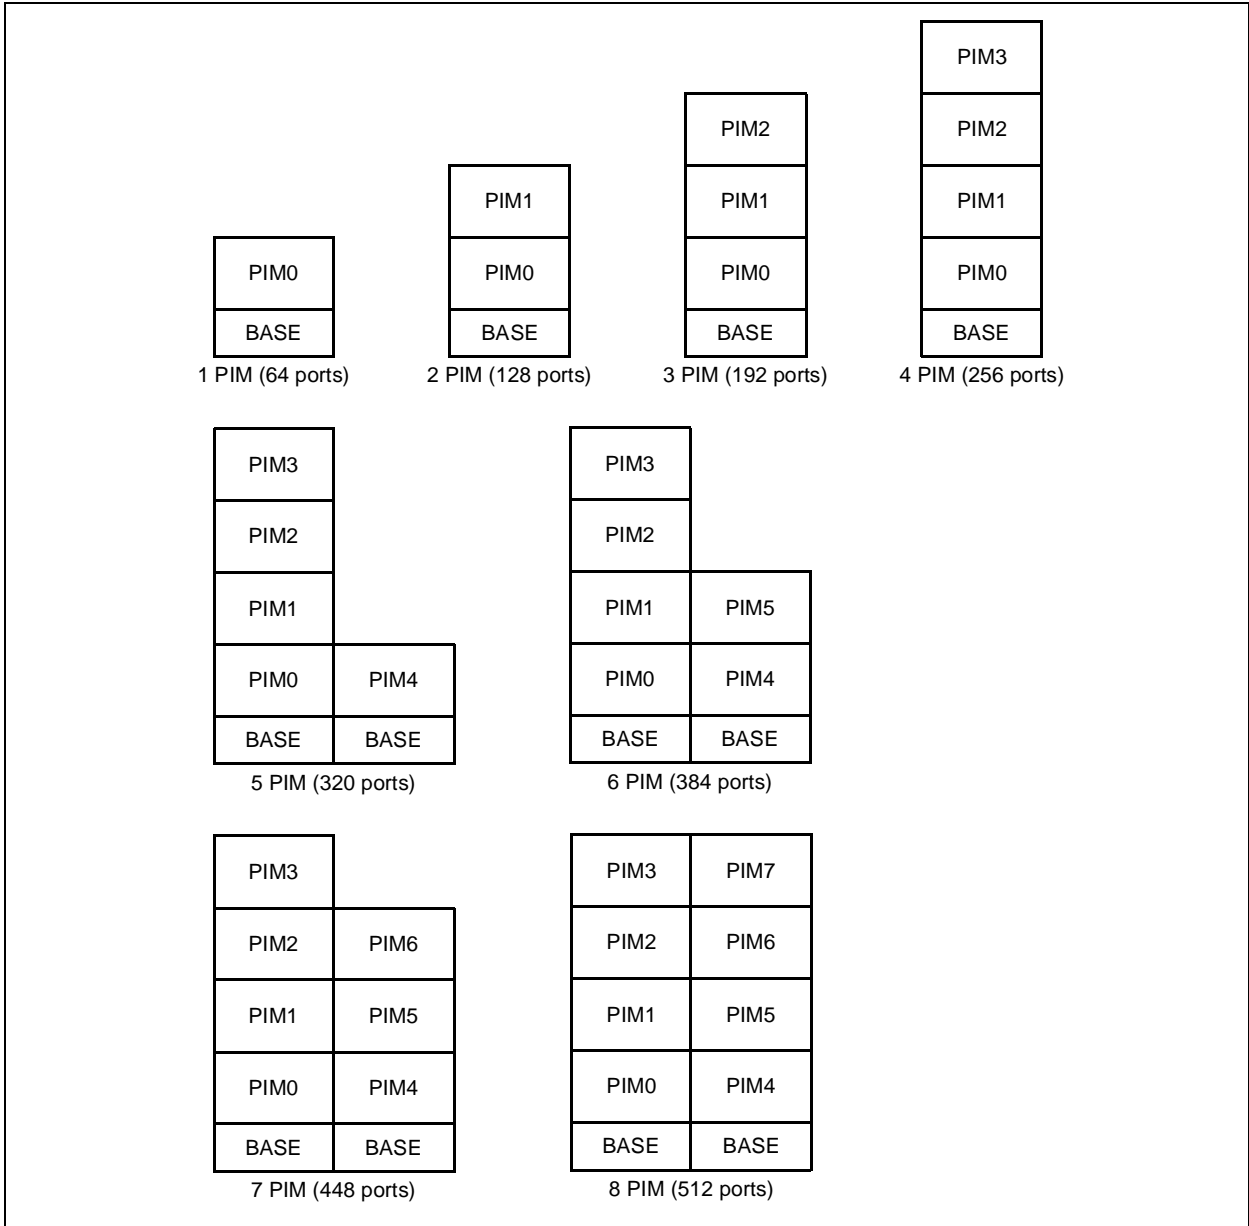 PIM3
PIM2 PIM2
PIM1 PIM1 PIM1
PIM0 PIM0 PIM0 PIM0
BASE BASE BASE BASE
1 PIM (64 ports) 2 PIM (128 ports) 3 PIM (192 ports) 4 PIM (256 ports)
PIM3 PIM3
PIM2 PIM2
PIM1 PIM1 PIM5
PIM0 PIM4 PIM0 PIM4
BASE BASE BASE BASE
5 PIM (320 ports) 6 PIM (384 ports)
PIM3 PIM3 PIM7
PIM2 PIM6 PIM2 PIM6
PIM1 PIM5 PIM1 PIM5
PIM0 PIM4 PIM0 PIM4
BASE BASE BASE BASE
7 PIM (448 ports) 8 PIM (512 ports)